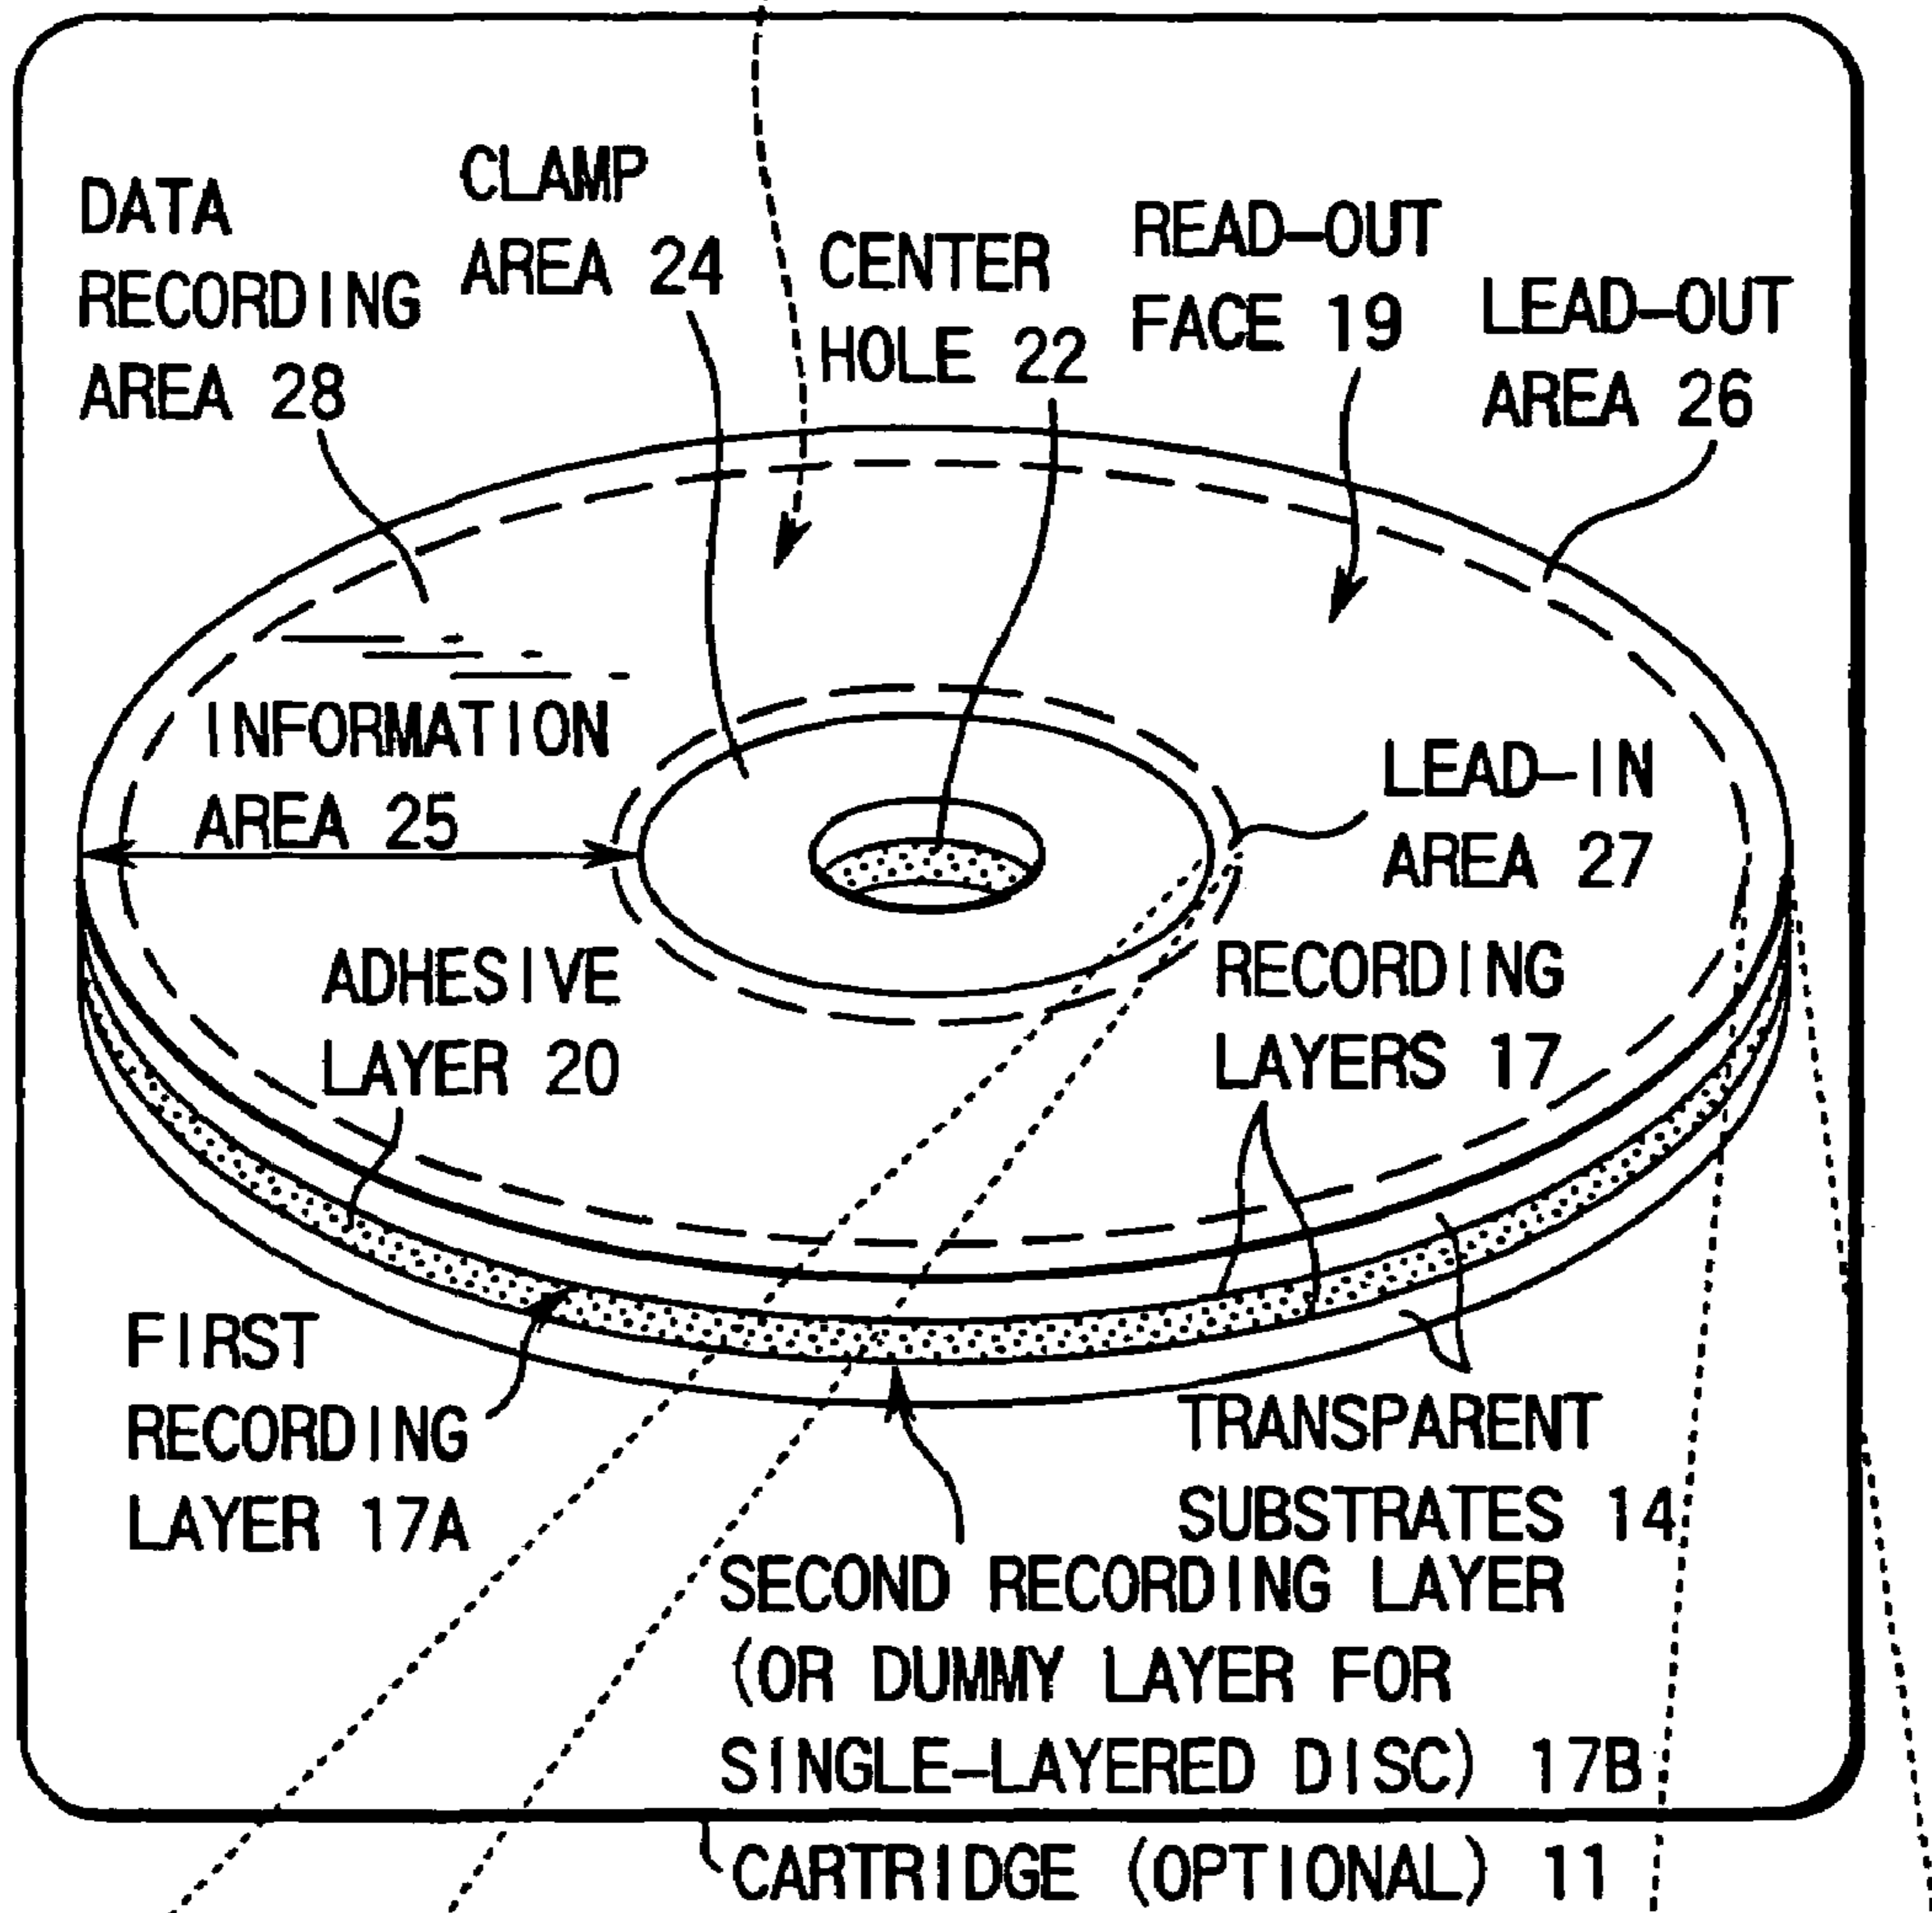 DATA
RECORDING
AREA 28
CLAMP
AREA 24
CENTER
HOLE 22
READ-OUT
FACE 19
LEAD-OUT
AREA 26
INFORMATION
AREA 25
LEAD-IN
AREA 27
ADHESIVE
LAYER 20
RECORDING
LAYERS 17
FIRST
RECORDING
LAYER 17A
TRANSPARENT
SUBSTRATES 14
SECOND RECORDING LAYER
(OR DUMMY LAYER FOR
SINGLE-LAYERED DISC) 17B
CARTRIDGE (OPTIONAL) 11